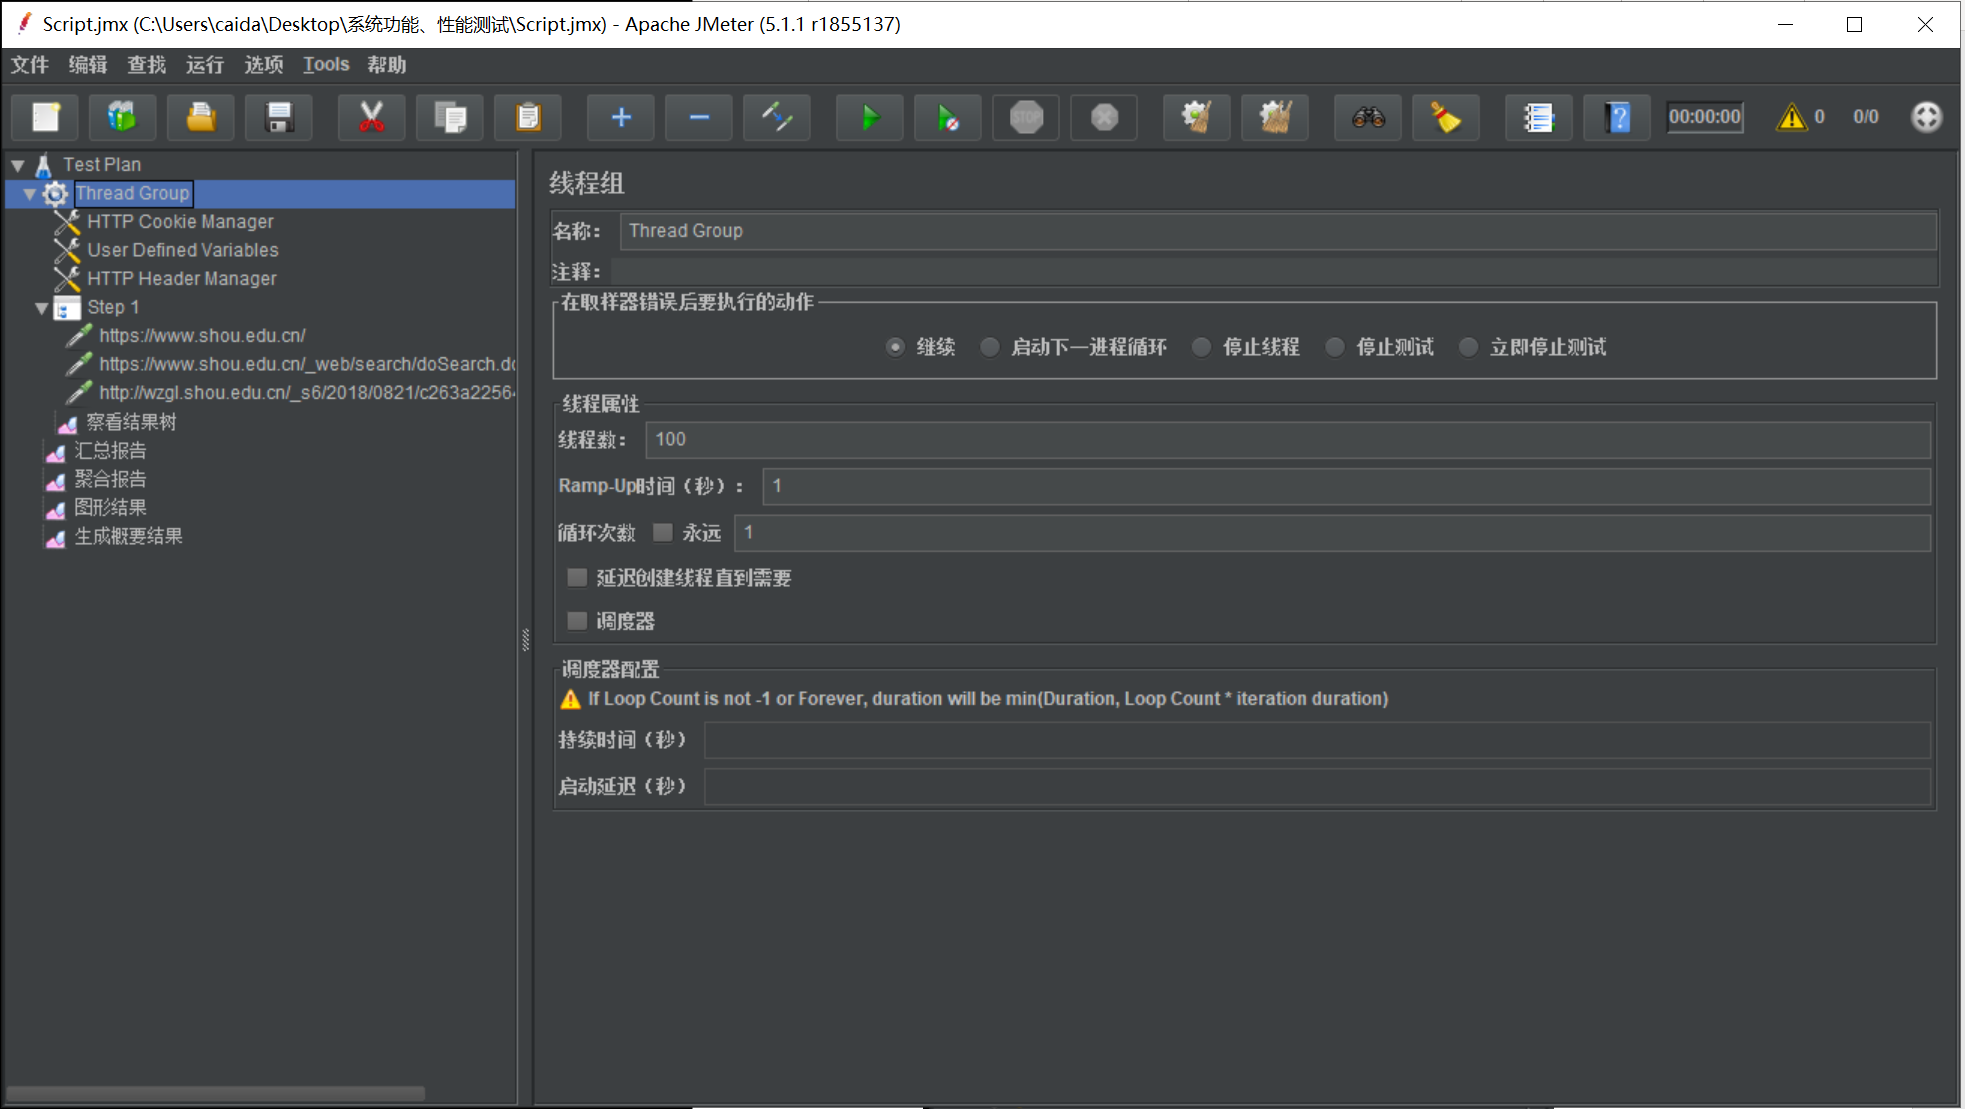 Script.jmx (C:\Users\caida\Desktop\系统功能、性能测试\Script.jmx) - Apache JMeter (5.1.1 r1855137)
文件 编辑 查找 运行 选项 Tools 帮助
STOP
00:00:00 0 0/0
Test Plan
Thread Group
HTTP Cookie Manager
User Defined Variables
HTTP Header Manager
Step 1
https://www.shou.edu.cn/
https://www.shou.edu.cn/_web/search/doSearch.do
http://wzgl.shou.edu.cn/_s6/2018/0821/c263a2256
察看结果树
汇总报告
聚合报告
图形结果
生成概要结果
线程组
名称： Thread Group
注释：
在取样器错误后要执行的动作
继续 启动下一进程循环 停止线程 停止测试 立即停止测试
线程属性
线程数： 100
Ramp-Up时间（秒）： 1
循环次数 永远 1
延迟创建线程直到需要
调度器
调度器配置
If Loop Count is not -1 or Forever, duration will be min(Duration, Loop Count * iteration duration)
持续时间（秒）
启动延迟（秒）